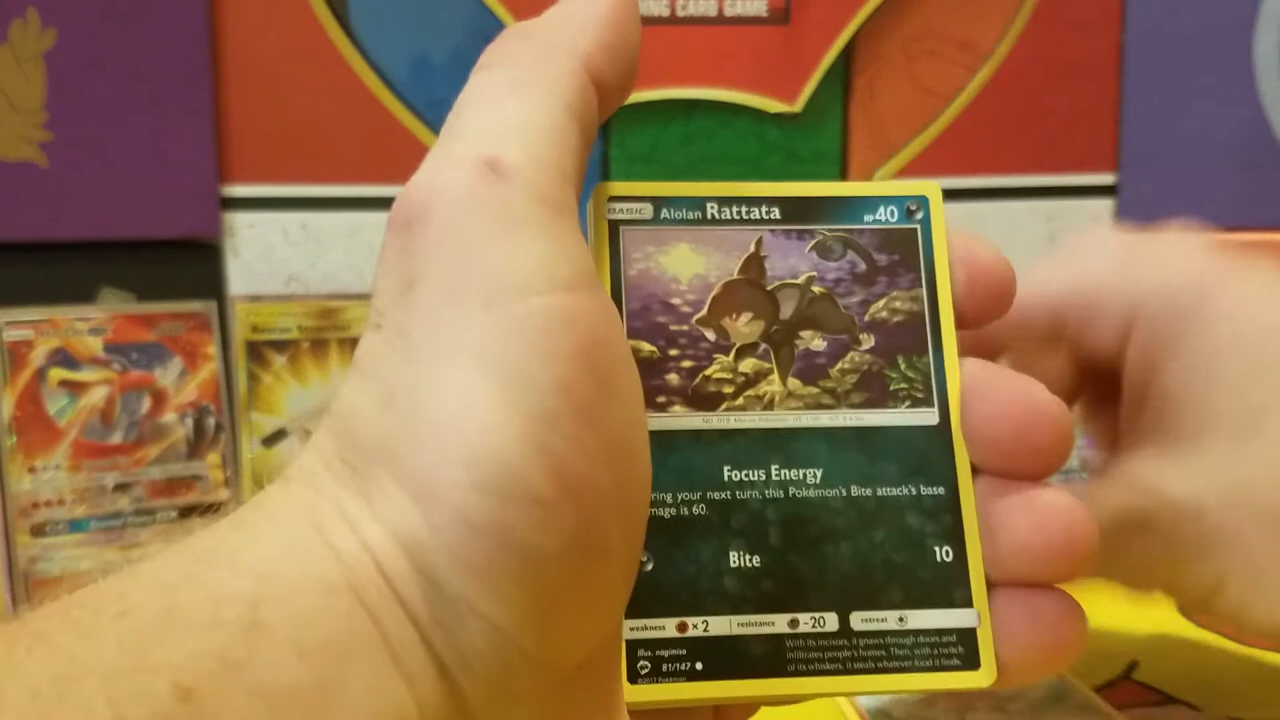 ING CARD GAME
BASIC Alolan Rattata HP 40
Focus Energy
ring your next turn, this Pokémon's Bite attack's base
mage is 60.
Bite 10
weakness ×2 resistance -20 retreat
Illus. nagimiso
81/147
©2017 Pokémon
With its incisors, it gnaws through doors and
infiltrates people's homes. Then, with a twitch
of its whiskers, it steals whatever food it finds.